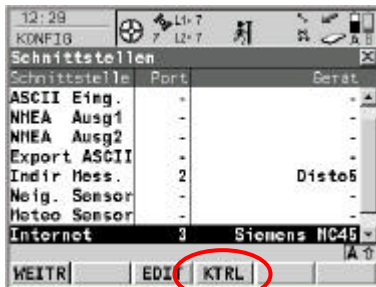 12:29 L1- 7
KONFIG 7 L2- 7 A B
Schnittstellen
Schnittstelle Port Gerät
ASCII Eing. - -
NMEA Ausg1 - -
NMEA Ausg2 - -
Export ASCII - -
Indir Mess. 2 Disto5
Neig. Sensor - -
Meteo Sensor - -
Internet 3 Siemens MC45
A
WEITR EDIT KTRL